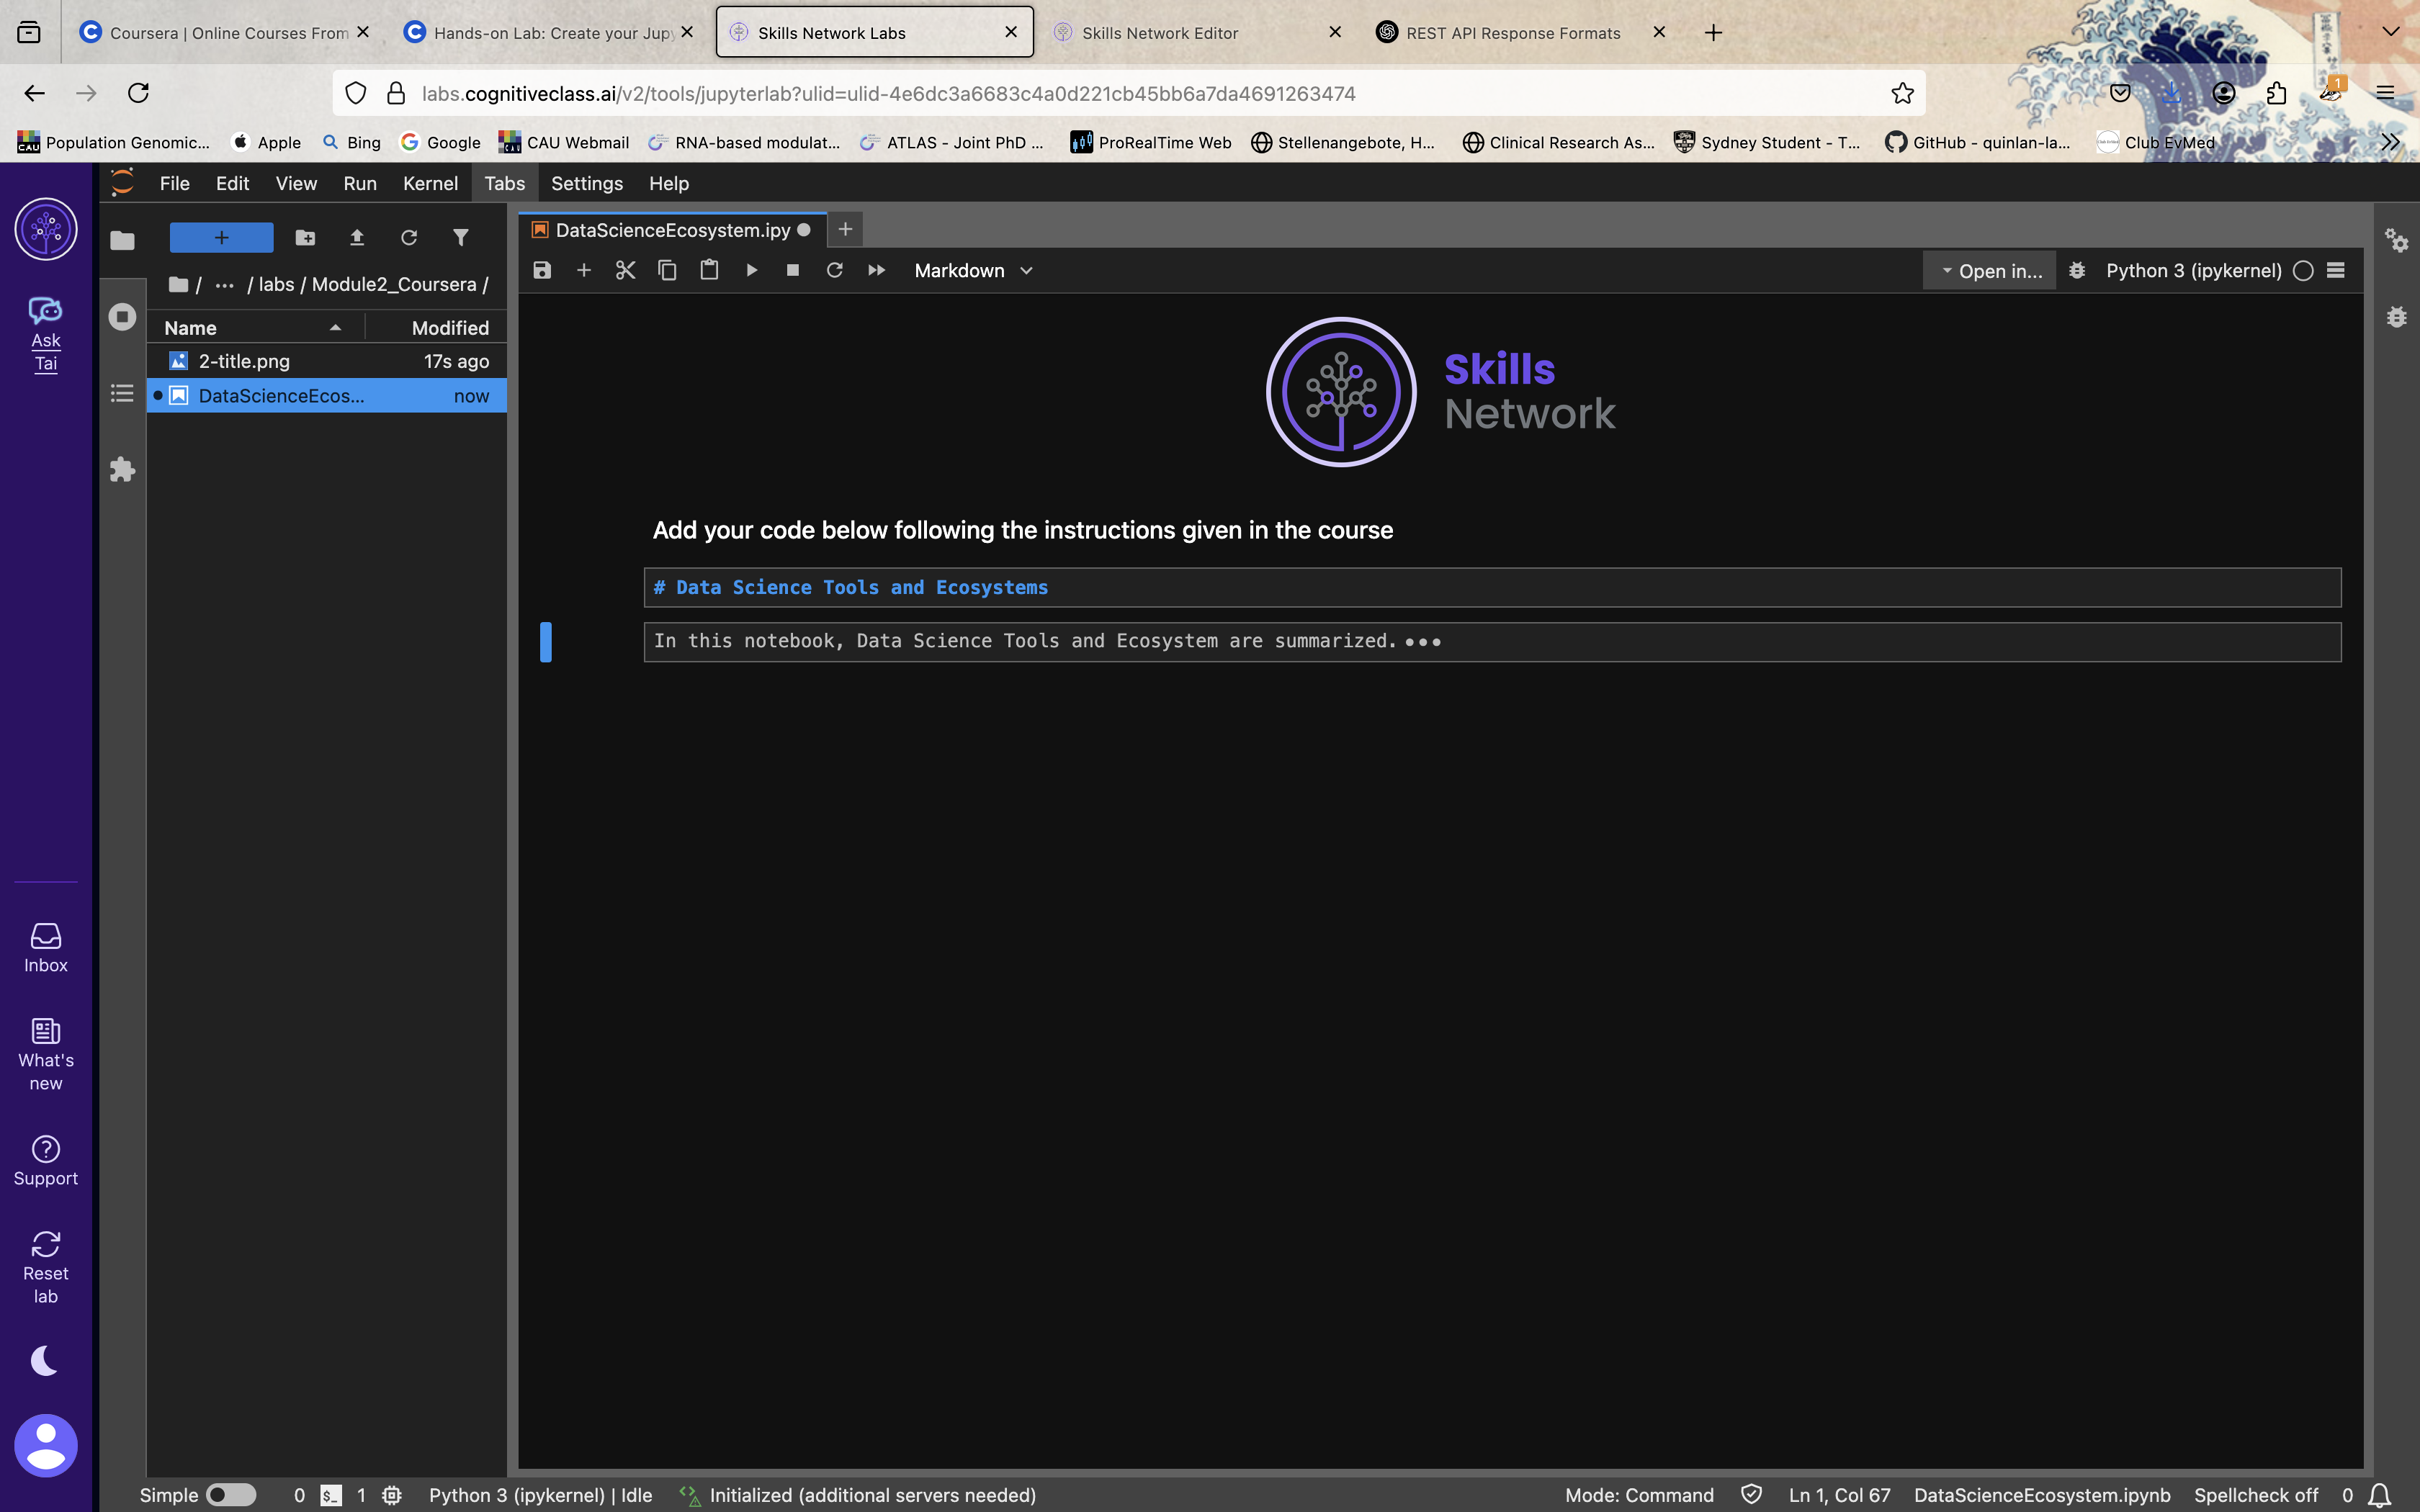 Coursera | Online Courses From
Hands-on Lab: Create your Jup
Skills Network Labs
Skills Network Editor
REST API Response Formats
labs.cognitiveclass.ai/v2/tools/jupyterlab?ulid=ulid-4e6dc3a6683c4a0d221cb45bb6a7da4691263474
1
Population Genomic...
Apple
Bing
Google
CAU Webmail
RNA-based modulat...
ATLAS - Joint PhD ...
ProRealTime Web
Stellenangebote, H...
Clinical Research As...
Sydney Student - T...
GitHub - quinlan-la...
Club EvMed
File Edit View Run Kernel Tabs Settings Help
Ask
Tai
Inbox
What's
new
Support
Reset
lab
+
/ ... / labs / Module2_Coursera /
Name Modified
2-title.png 17s ago
DataScienceEcos... now
DataScienceEcosystem.ipy
Markdown
Open in...
Python 3 (ipykernel)
Skills
Network
Add your code below following the instructions given in the course
# Data Science Tools and Ecosystems
In this notebook, Data Science Tools and Ecosystem are summarized.
Simple
0
$_
1
Python 3 (ipykernel) | Idle
Initialized (additional servers needed)
Mode: Command
Ln 1, Col 67
DataScienceEcosystem.ipynb
Spellcheck off
0